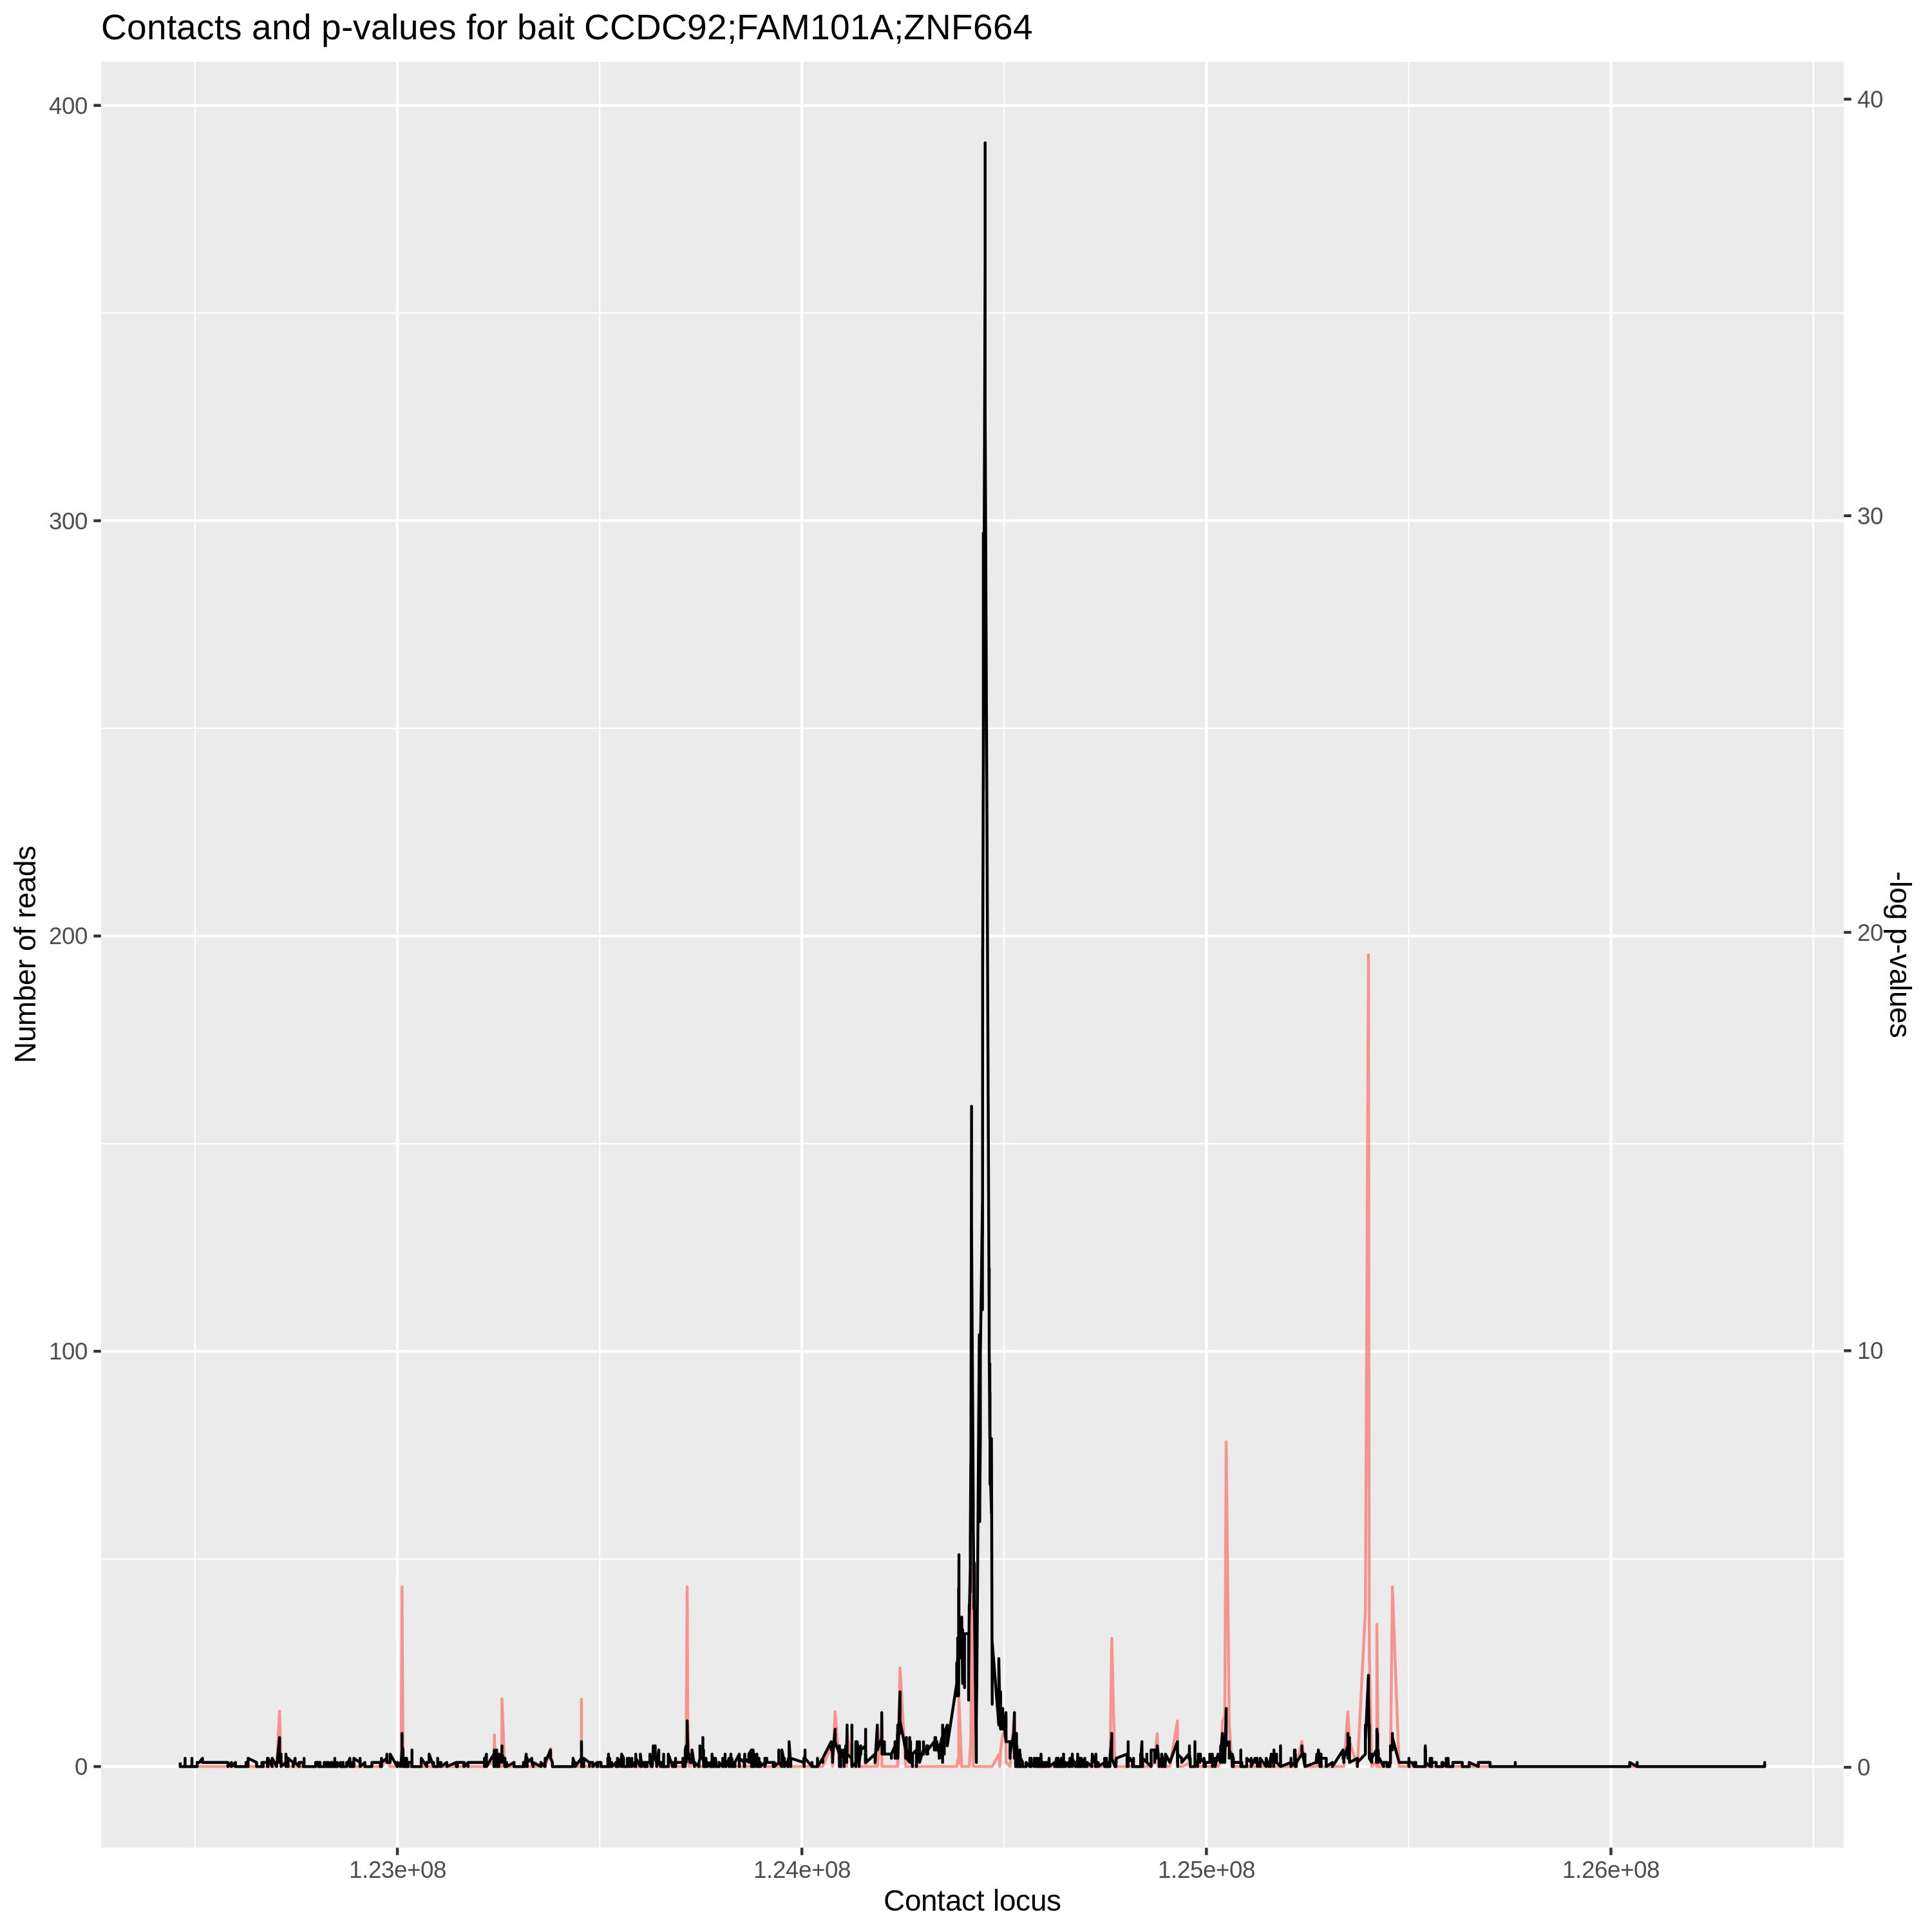 Contacts and p-values for bait CCDC92;FAM101A;ZNF664
400
300
200
100
0
Number of reads
40
30
20
10
0
-log p-values
1.23e+08
1.24e+08
1.25e+08
1.26e+08
Contact locus